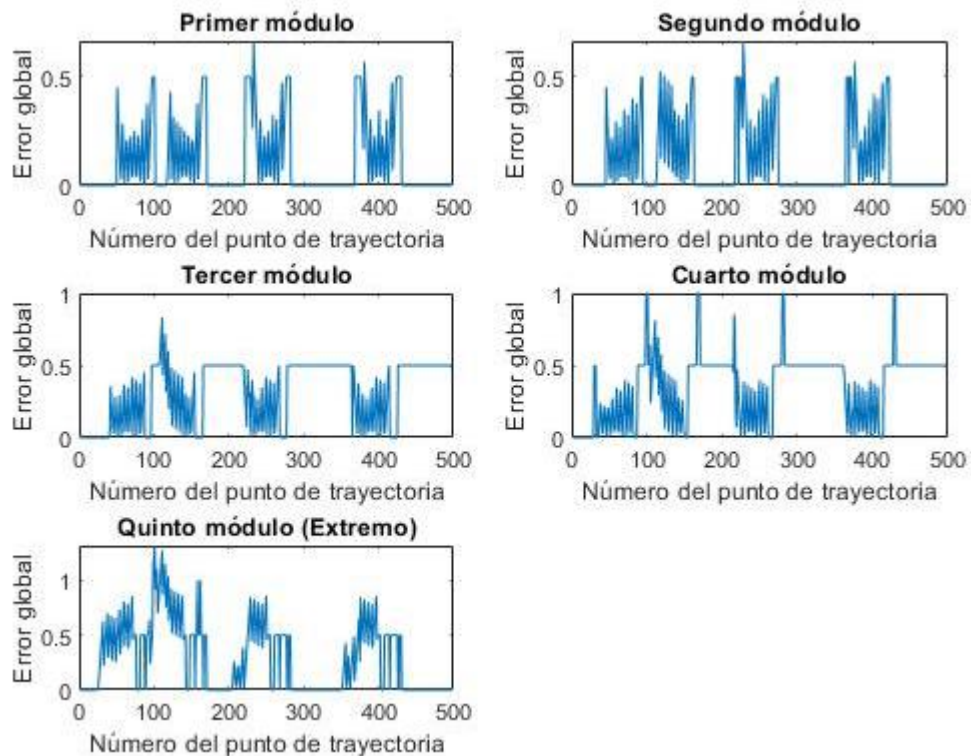 Primer módulo
Error global
0.5
0
0 100 200 300 400 500
Número del punto de trayectoria
Segundo módulo
Error global
0.5
0
0 100 200 300 400 500
Número del punto de trayectoria
Tercer módulo
Error global
1
0.5
0
0 100 200 300 400 500
Número del punto de trayectoria
Cuarto módulo
Error global
1
0.5
0
0 100 200 300 400 500
Número del punto de trayectoria
Quinto módulo (Extremo)
Error global
1
0.5
0
0 100 200 300 400 500
Número del punto de trayectoria